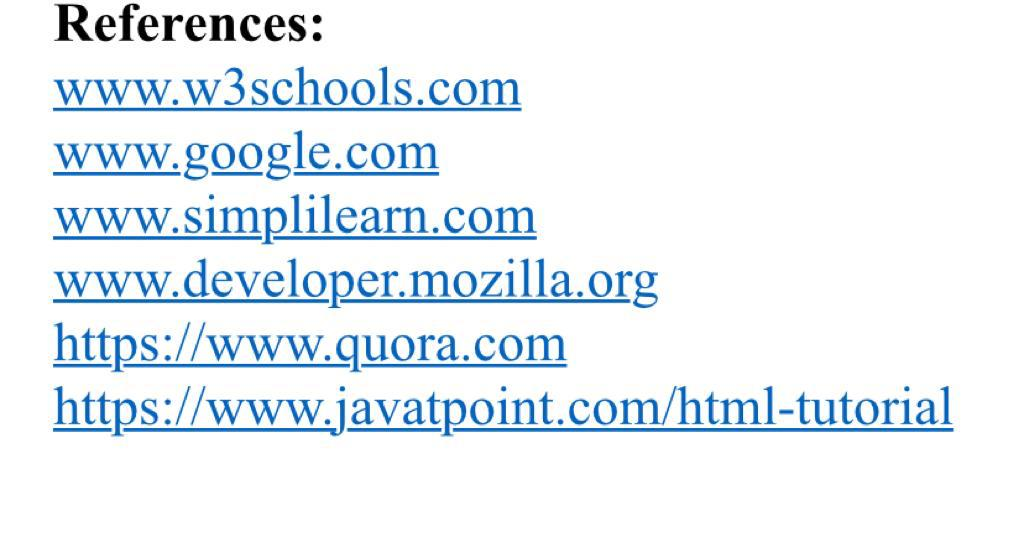 References:
www.w3schools.com
www.google.com
www.simplilearn.com
www.developer.mozilla.org
https://www.quora.com
https://www.javatpoint.com/html-tutorial